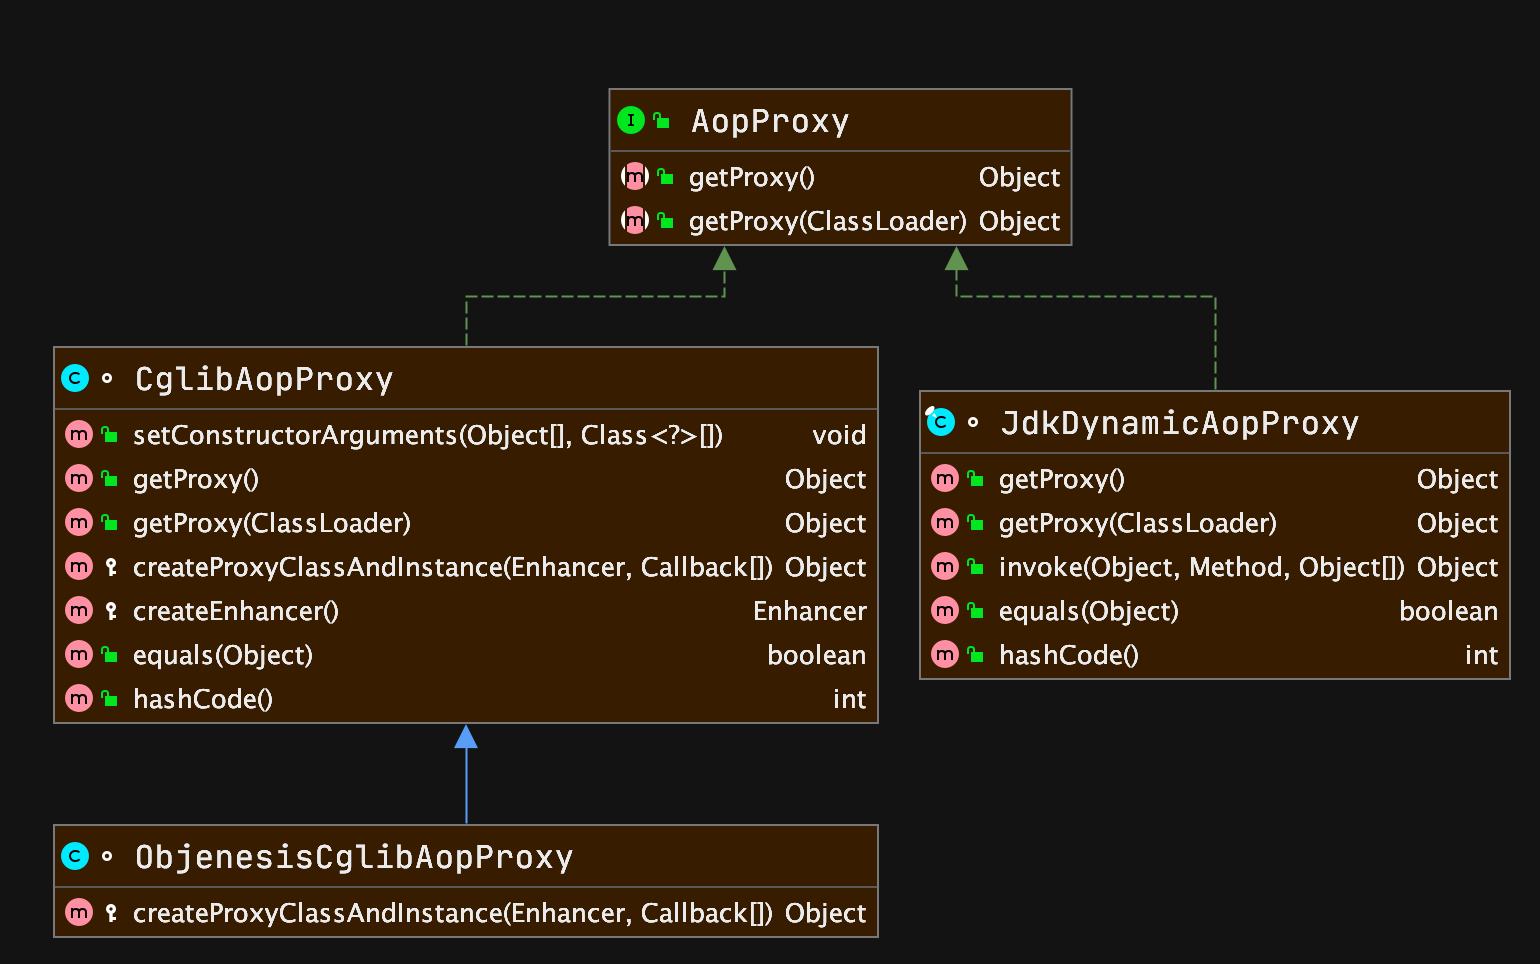 AopProxy
getProxy() Object
getProxy(ClassLoader) Object
CglibAopProxy
setConstructorArguments(Object[], Class<?>[]) void
getProxy() Object
getProxy(ClassLoader) Object
createProxyClassAndInstance(Enhancer, Callback[]) Object
createEnhancer() Enhancer
equals(Object) boolean
hashCode() int
JdkDynamicAopProxy
getProxy() Object
getProxy(ClassLoader) Object
invoke(Object, Method, Object[]) Object
equals(Object) boolean
hashCode() int
ObjenesisCglibAopProxy
createProxyClassAndInstance(Enhancer, Callback[]) Object